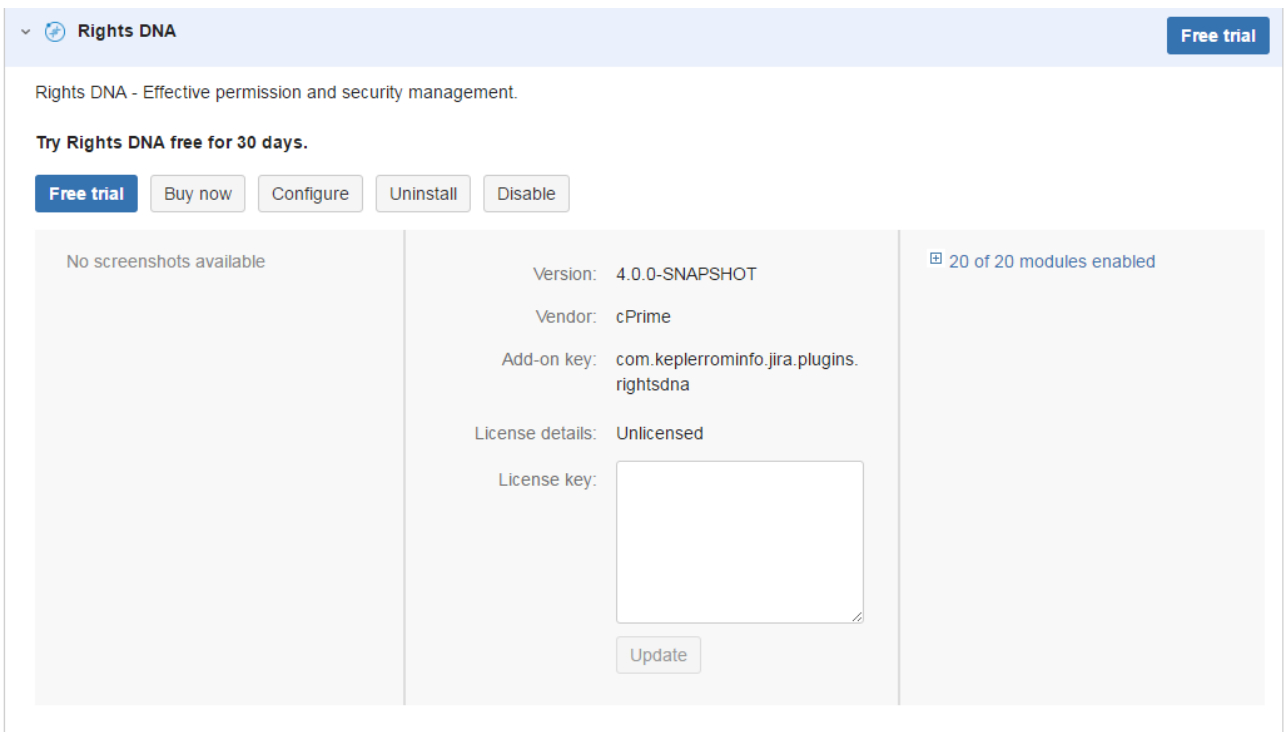 Rights DNA
Free trial
Rights DNA - Effective permission and security management.
Try Rights DNA free for 30 days.
Free trial
Buy now
Configure
Uninstall
Disable
No screenshots available
Version: 4.0.0-SNAPSHOT
Vendor: cPrime
Add-on key: com.keplerrominfo.jira.plugins.
rightsdna
License details: Unlicensed
License key:
Update
20 of 20 modules enabled